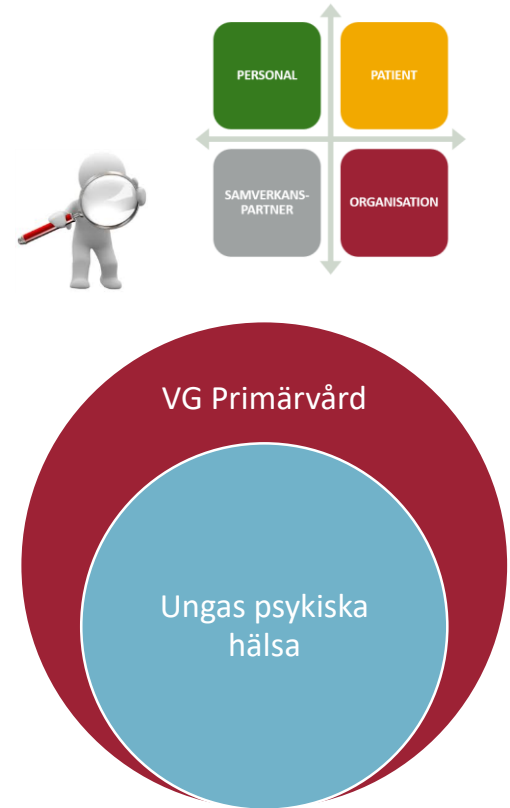 PERSONAL
PATIENT
SAMVERKANS-
PARTNER
ORGANISATION
VG Primärvård
Ungas psykiska
hälsa